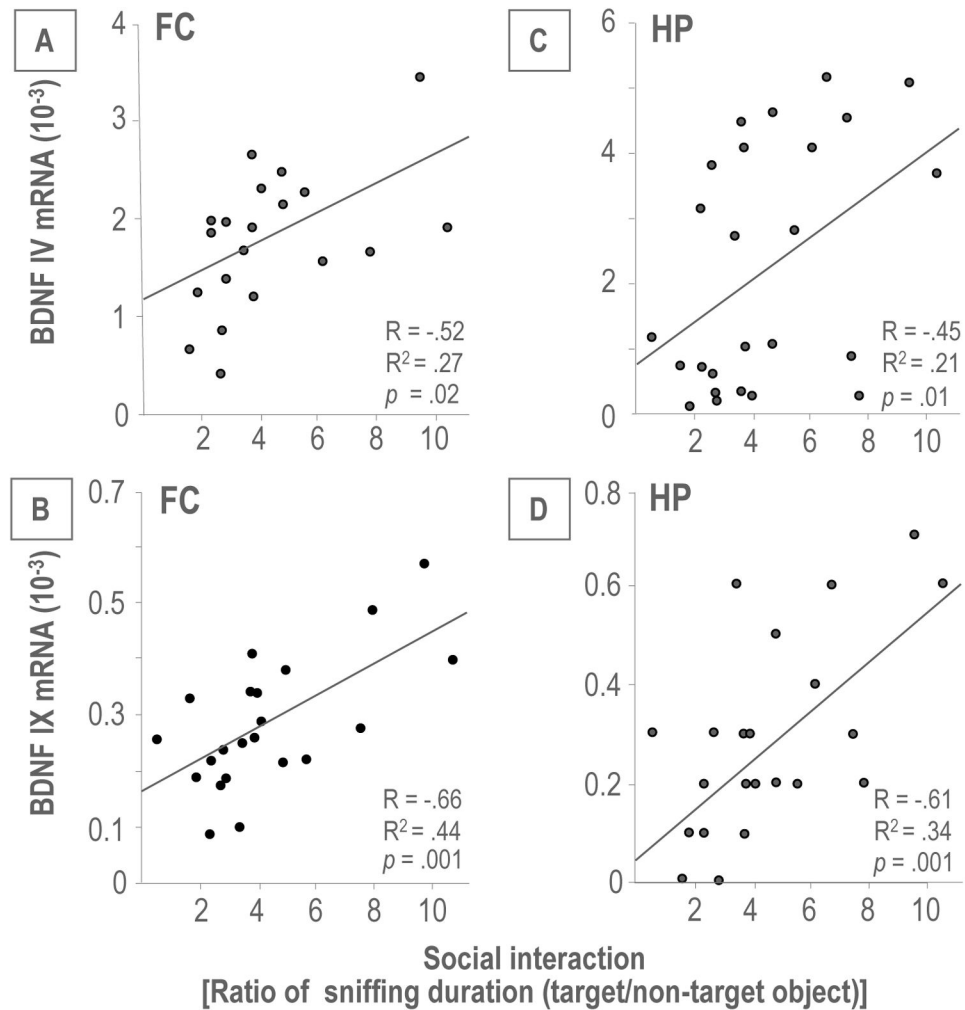 A
FC
BDNF IV mRNA (10-3)
4
3
2
1
0
2 4 6 8 10
R = -.52
R2 = .27
p = .02
C
HP
6
4
2
0
2 4 6 8 10
R = -.45
R2 = .21
p = .01
B
FC
BDNF IX mRNA (10-3)
0.7
0.5
0.3
0.1
0
2 4 6 8 10
R = -.66
R2 = .44
p = .001
D
HP
0.8
0.6
0.4
0.2
0
2 4 6 8 10
R = -.61
R2 = .34
p = .001
Social interaction
[Ratio of sniffing duration (target/non-target object)]